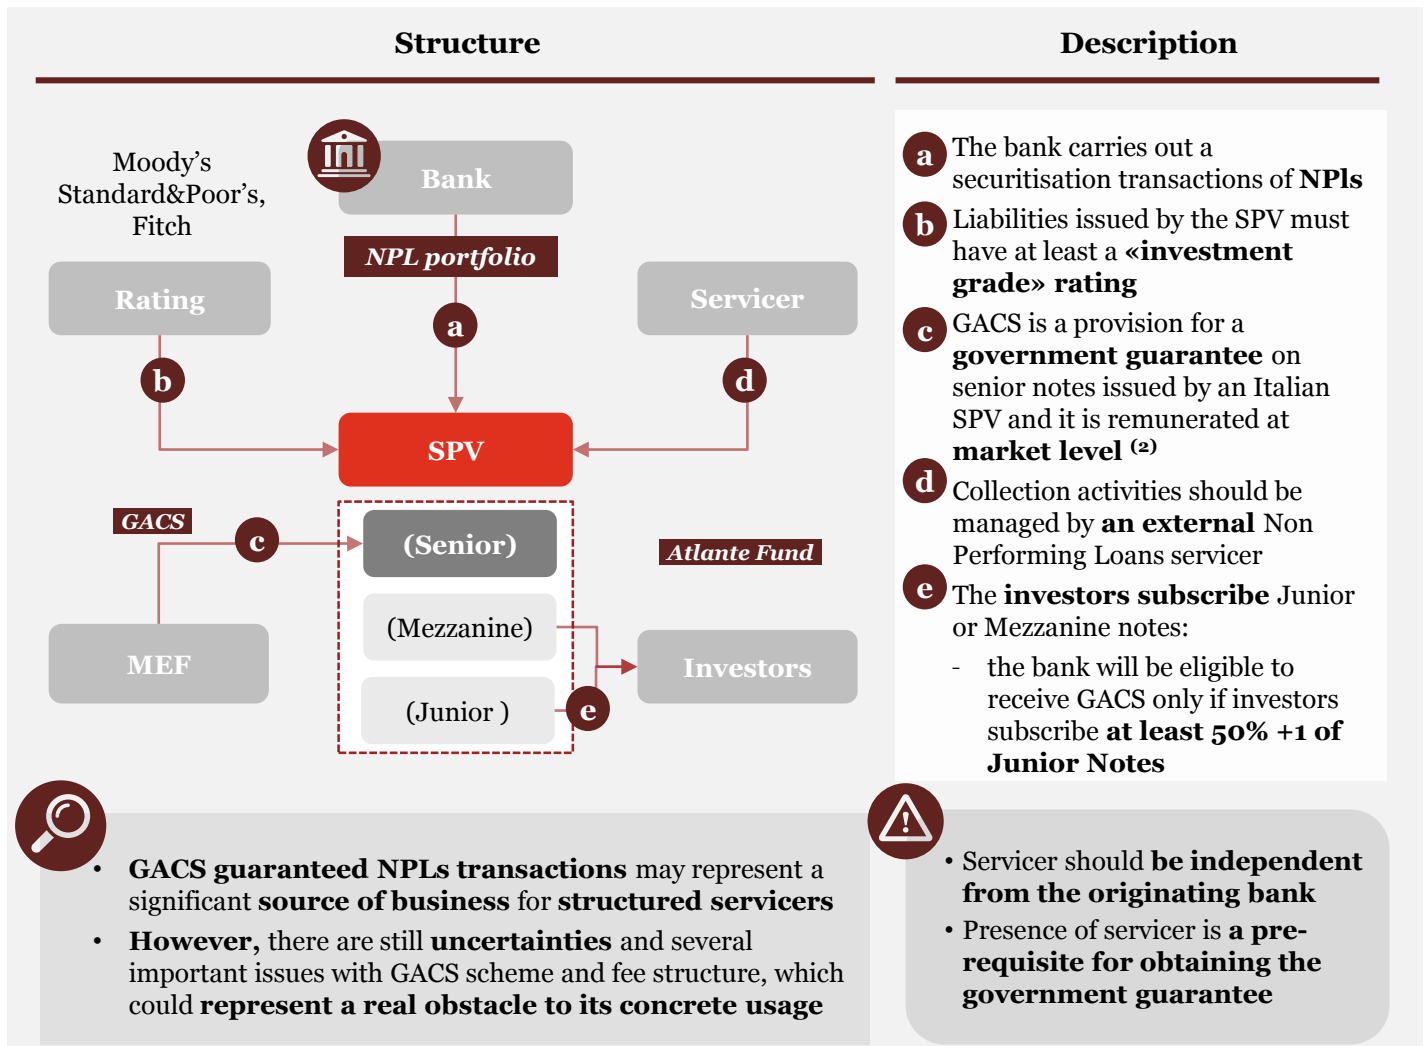 Structure
Moody’s
Standard&Poor’s,
Fitch
Bank
NPL portfolio
Rating
Servicer
a
b
d
SPV
GACS
c
(Senior)
Atlante Fund
(Mezzanine)
MEF
Investors
(Junior )
e
Description
a
The bank carries out a
securitisation transactions of NPls
b
Liabilities issued by the SPV must
have at least a «investment
grade» rating
c
GACS is a provision for a
government guarantee on
senior notes issued by an Italian
SPV and it is remunerated at
market level (2)
d
Collection activities should be
managed by an external Non
Performing Loans servicer
e
The investors subscribe Junior
or Mezzanine notes:
- the bank will be eligible to
receive GACS only if investors
subscribe at least 50% +1 of
Junior Notes
• GACS guaranteed NPLs transactions may represent a
significant source of business for structured servicers
• However, there are still uncertainties and several
important issues with GACS scheme and fee structure, which
could represent a real obstacle to its concrete usage
• Servicer should be independent
from the originating bank
• Presence of servicer is a pre-
requisite for obtaining the
government guarantee